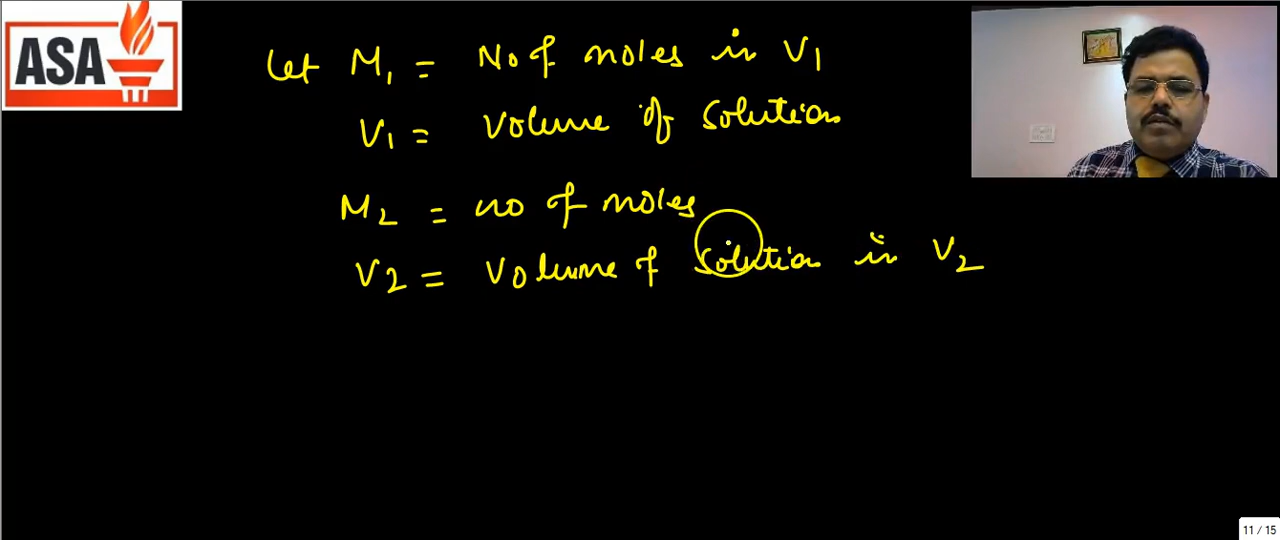 ASA
Let M1 = No of moles in V1
V1 = Volume of solution
M2 = no of moles
V2 = Volume of solution in V2
11 / 15